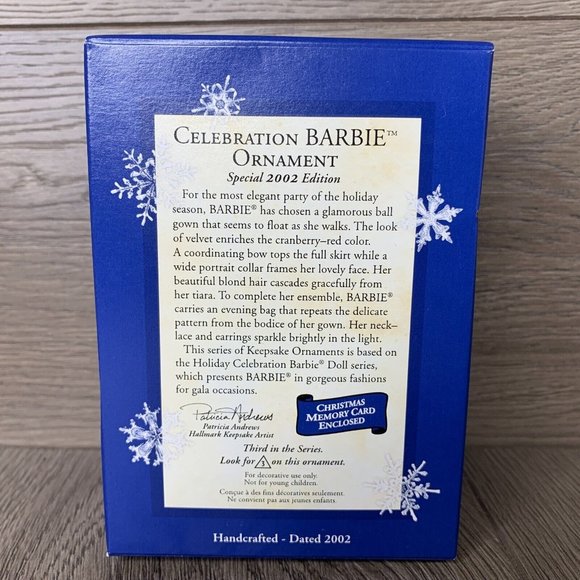 CELEBRATION BARBIE™
ORNAMENT
Special 2002 Edition
For the most elegant party of the holiday
season, BARBIE® has chosen a glamorous ball
gown that seems to float as she walks. The look
of velvet enriches the cranberry–red color.
A coordinating bow tops the full skirt while a
wide portrait collar frames her lovely face. Her
beautiful blond hair cascades gracefully from
her tiara. To complete her ensemble, BARBIE®
carries an evening bag that repeats the delicate
pattern from the bodice of her gown. Her neck–
lace and earrings sparkle brightly in the light.
This series of Keepsake Ornaments is based on
the Holiday Celebration Barbie® Doll series,
which presents BARBIE® in gorgeous fashions
for gala occasions.
Patricia Andrews
Patricia Andrews
Hallmark Keepsake Artist
CHRISTMAS
MEMORY CARD
ENCLOSED
Third in the Series.
Look for 3 on this ornament.
For decorative use only.
Not for young children.
Conçue à des fins décoratives seulement.
Ne convient pas aux jeunes enfants.
Handcrafted - Dated 2002